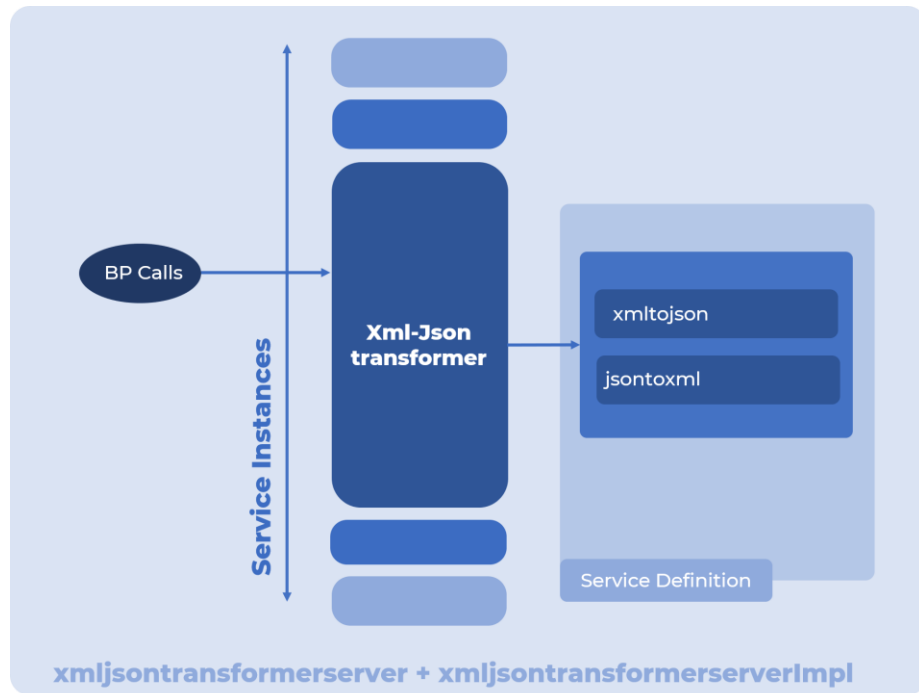 BP Calls
Service Instances
Xml-Json
transformer
xmltojson
jsontoxml
Service Definition
xmljsontransformerserver + xmljsontransformerserverImpl